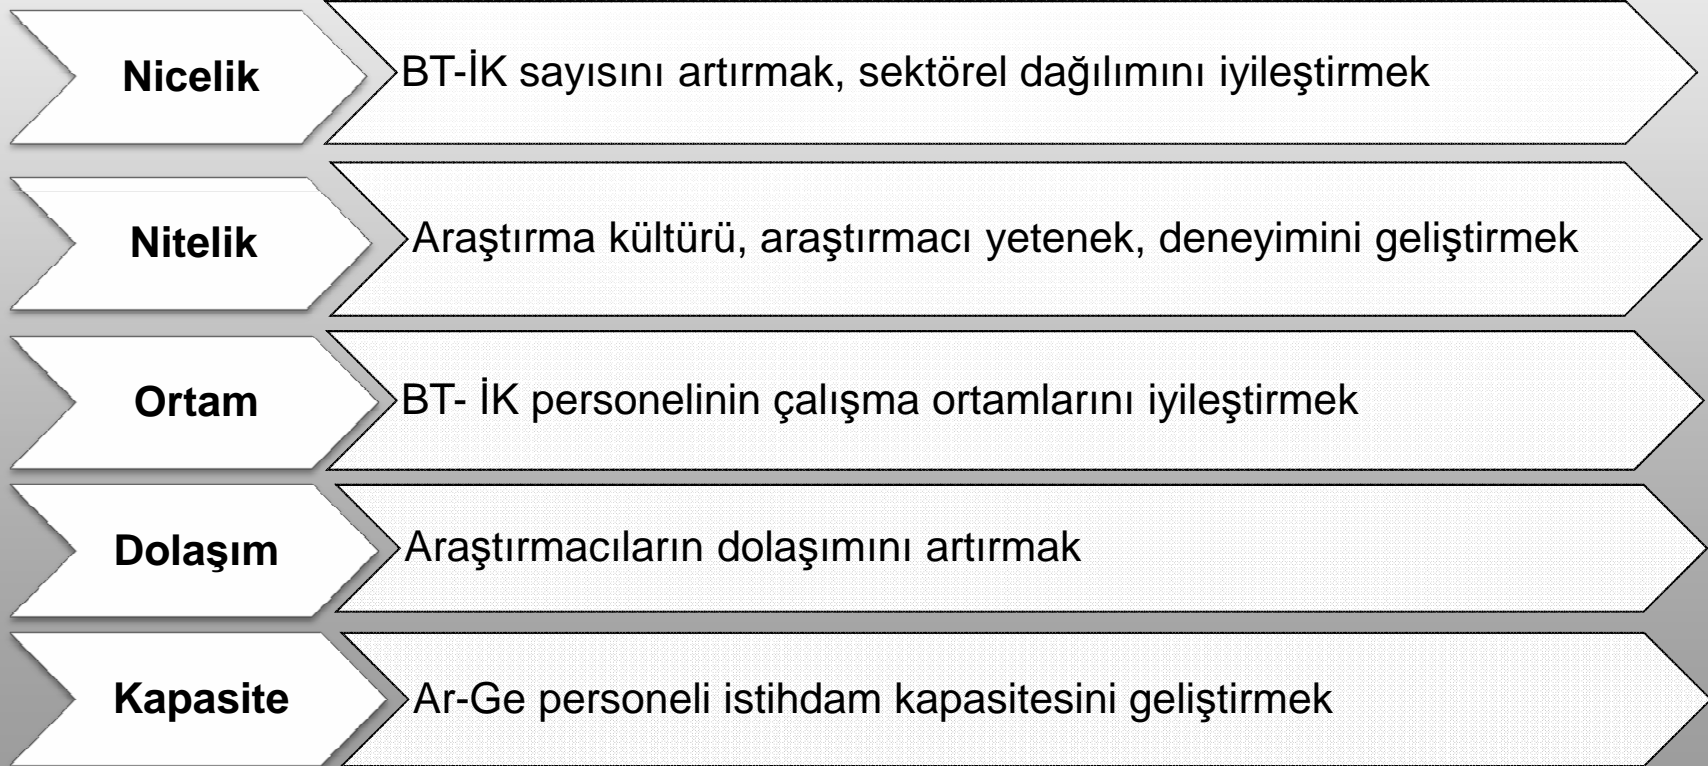 Nicelik
BT-İK sayısını artırmak, sektörel dağılımını iyileştirmek
Nitelik
Araştırma kültürü, araştırmacı yetenek, deneyimini geliştirmek
Ortam
BT- İK personelinin çalışma ortamlarını iyileştirmek
Dolaşım
Araştırmacıların dolaşımını artırmak
Kapasite
Ar-Ge personeli istihdam kapasitesini geliştirmek